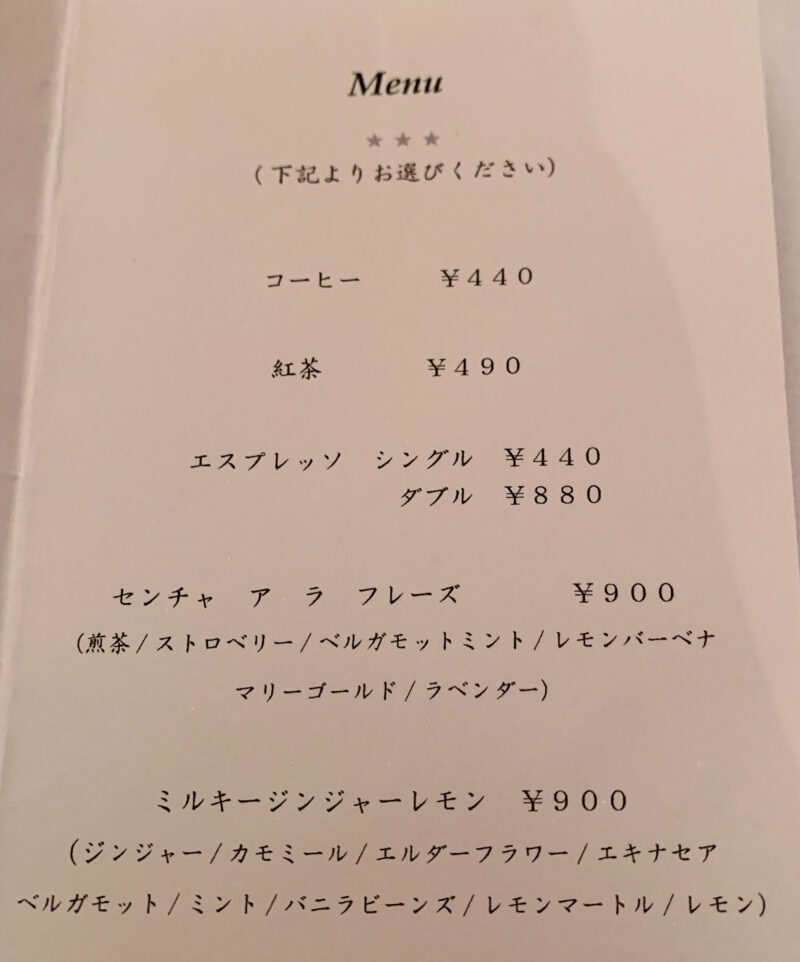 Menu
★ ★ ★
(下記よりお選びください)
コーヒー ￥４４０
紅茶 ￥４９０
エスプレッソ シングル ￥４４０
ダブル ￥８８０
センチャ ア ラ フレーズ ￥９００
(煎茶/ストロベリー/ベルガモットミント/レモンバーベナ
マリーゴールド/ラベンダー)
ミルキージンジャーレモン ￥９００
(ジンジャー/カモミール/エルダーフラワー/エキナセア
ベルガモット/ミント/バニラビーンズ/レモンマートル/レモン)